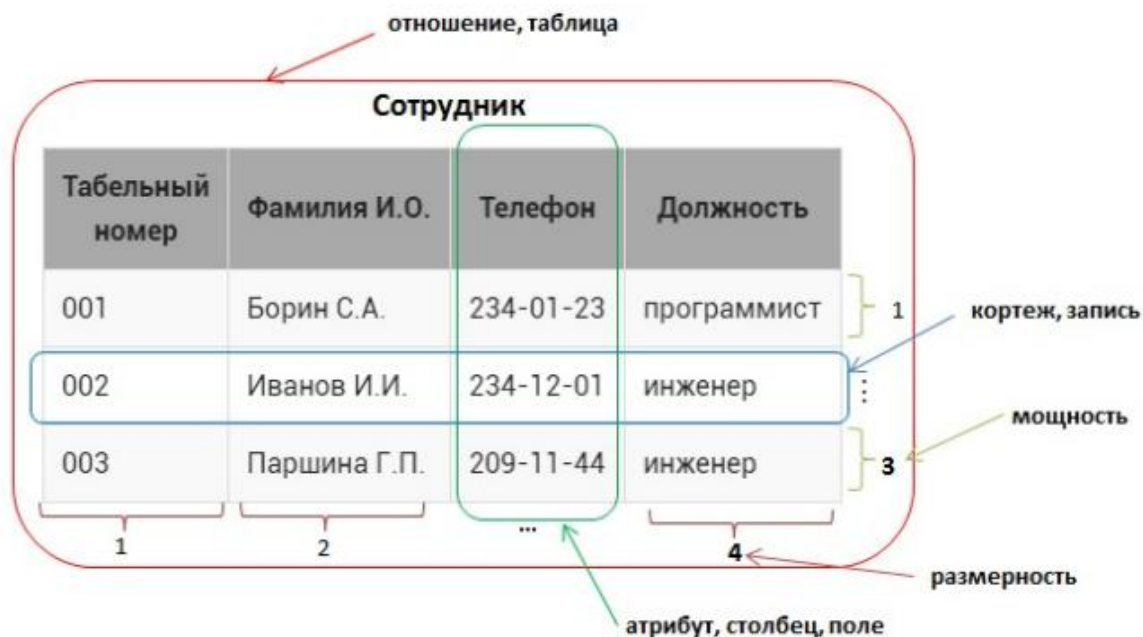 отношение, таблица
Сотрудник
Табельный номер Фамилия И.О. Телефон Должность
001 Борин С.А. 234-01-23 программист 1
кортеж, запись
002 Иванов И.И. 234-12-01 инженер ...
мощность
003 Паршина Г.П. 209-11-44 инженер 3
1 2 ... 4
размерность
атрибут, столбец, поле